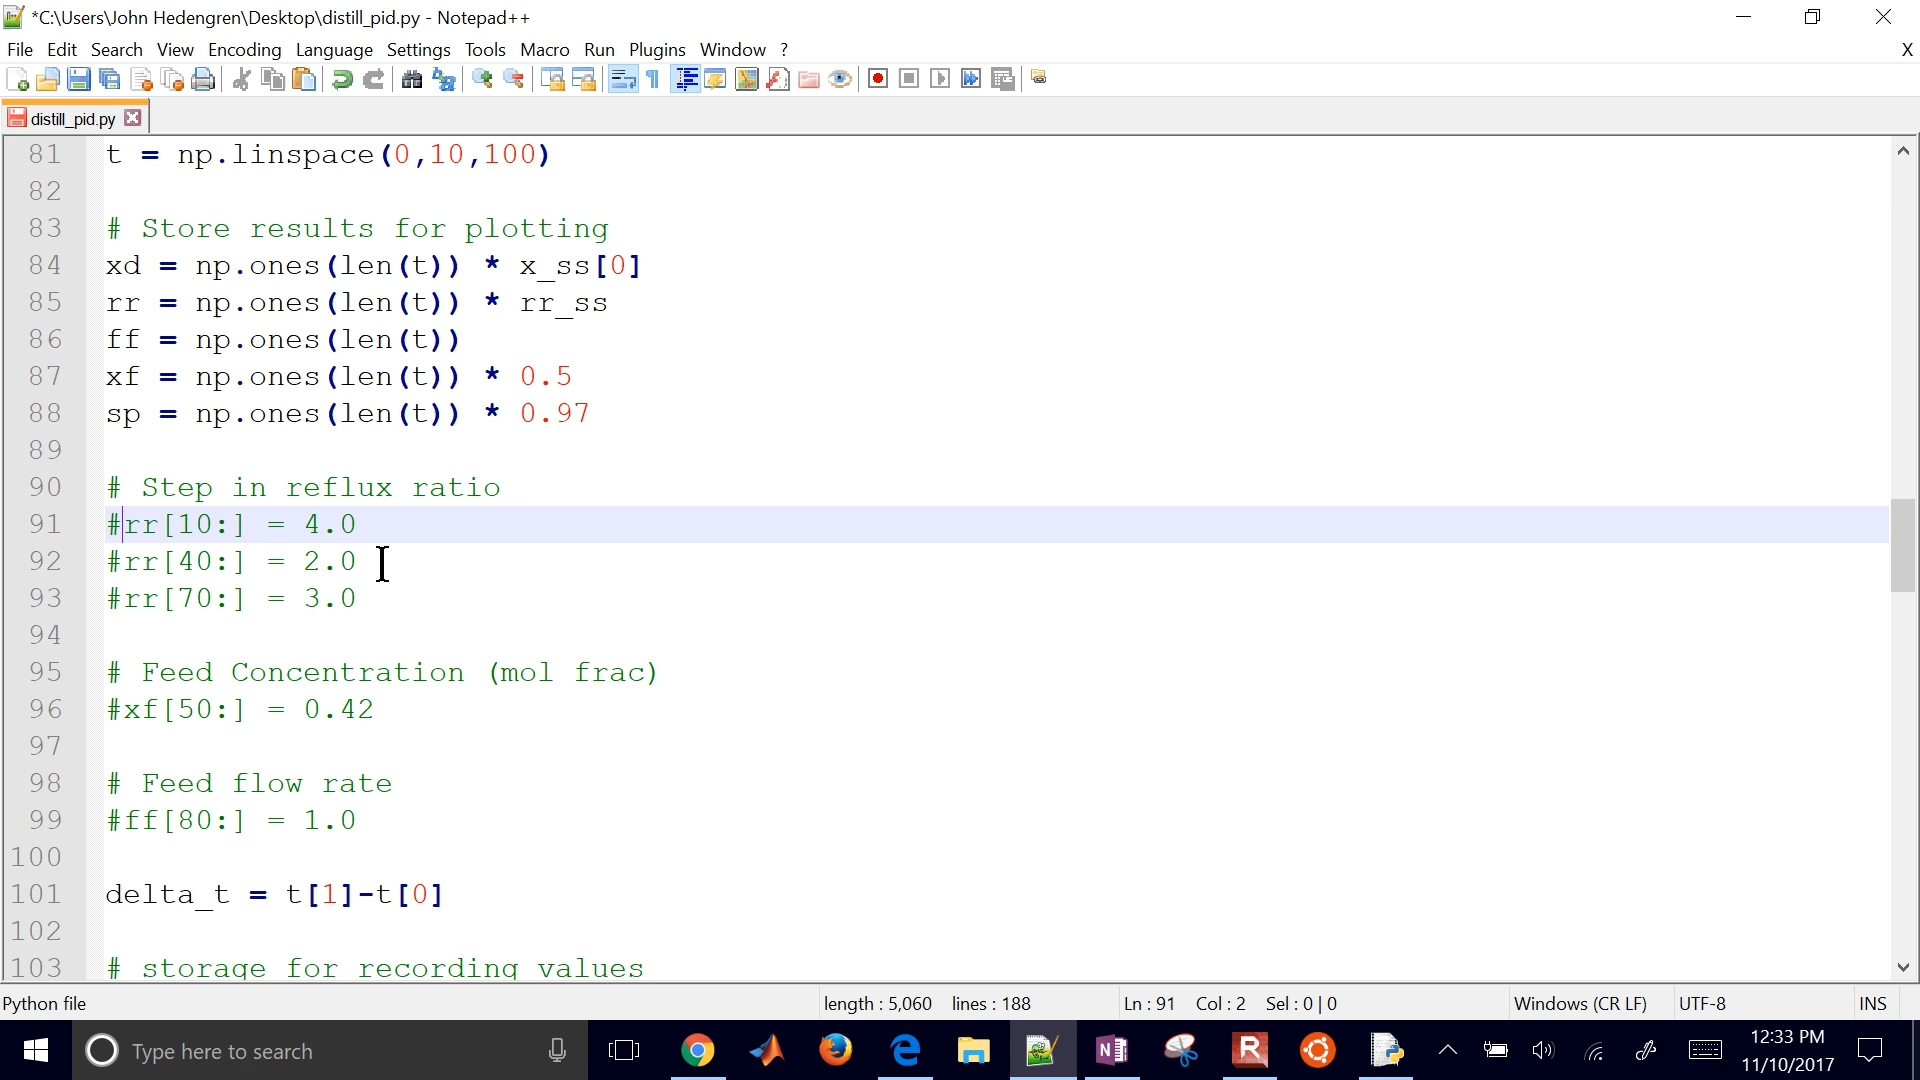 *C:\Users\John Hedengren\Desktop\distill_pid.py - Notepad++
File Edit Search View Encoding Language Settings Tools Macro Run Plugins Window ? X
distill_pid.py
81 t = np.linspace(0,10,100)
82
83 # Store results for plotting
84 xd = np.ones(len(t)) * x_ss[0]
85 rr = np.ones(len(t)) * rr_ss
86 ff = np.ones(len(t))
87 xf = np.ones(len(t)) * 0.5
88 sp = np.ones(len(t)) * 0.97
89
90 # Step in reflux ratio
91 #rr[10:] = 4.0
92 #rr[40:] = 2.0
93 #rr[70:] = 3.0
94
95 # Feed Concentration (mol frac)
96 #xf[50:] = 0.42
97
98 # Feed flow rate
99 #ff[80:] = 1.0
100
101 delta_t = t[1]-t[0]
102
103 # storage for recording values
Python file length : 5,060 lines : 188 Ln : 91 Col : 2 Sel : 0 | 0 Windows (CR LF) UTF-8 INS
Type here to search
12:33 PM
11/10/2017